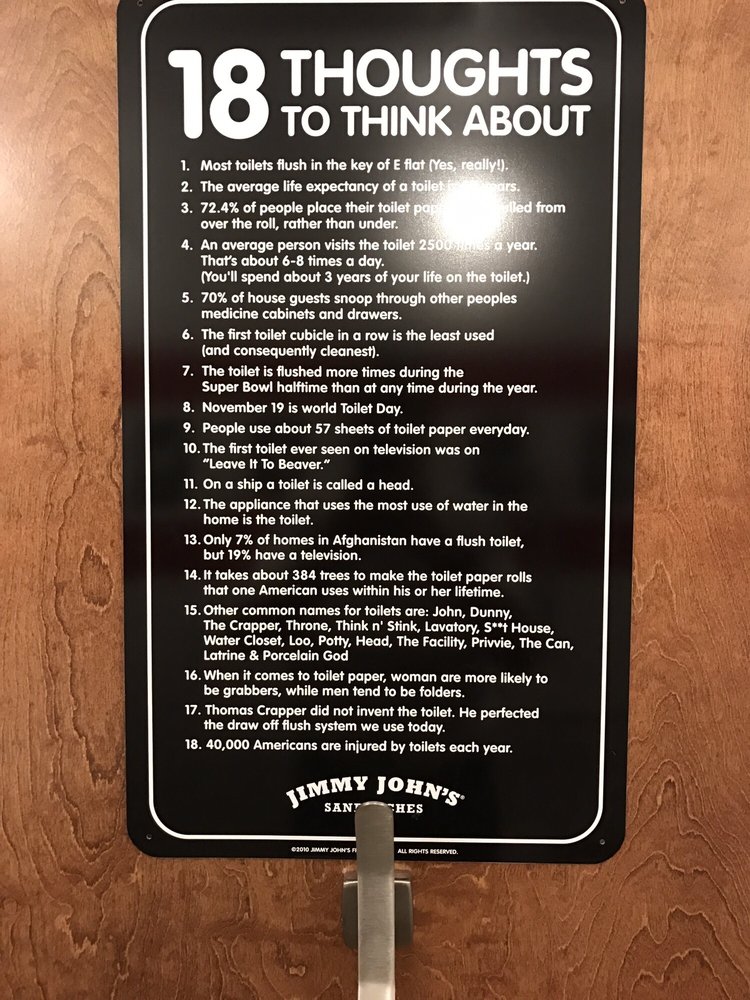 18 THOUGHTS
TO THINK ABOUT
1. Most toilets flush in the key of E flat (Yes, really!).
2. The average life expectancy of a toilet
3. 72.4% of people place their toilet from
over the roll, rather than under.
4. An average person visits the toilet 2500 times a year.
That's about 6-8 times a day.
(You'll spend about 3 years of your life on the toilet.)
5. 70% of house guests snoop through other peoples
medicine cabinets and drawers.
6. The first toilet cubicle in a row is the least used
(and consequently cleanest).
7. The toilet is flushed more times during the
Super Bowl halftime than at any time during the year.
8. November 19 is world Toilet Day.
9. People use about 57 sheets of toilet paper everyday.
10. The first toilet ever seen on television was on
"Leave It To Beaver."
11. On a ship a toilet is called a head.
12. The appliance that uses the most use of water in the
home is the toilet.
13. Only 7% of homes in Afghanistan have a flush toilet,
but 19% have a television.
14. It takes about 384 trees to make the toilet paper rolls
that one American uses within his or her lifetime.
15. Other common names for toilets are: John, Dunny,
The Crapper, Throne, Think n' Stink, Lavatory, S**t House,
Water Closet, Loo, Potty, Head, The Facility, Privvie, The Can,
Latrine & Porcelain God
16. When it comes to toilet paper, woman are more likely to
be grabbers, while men tend to be folders.
17. Thomas Crapper did not invent the toilet. He perfected
the draw off flush system we use today.
18. 40,000 Americans are injured by toilets each year.
JIMMY JOHN'S®
©2010 JIMMY JOHN'S ALL RIGHTS RESERVED.